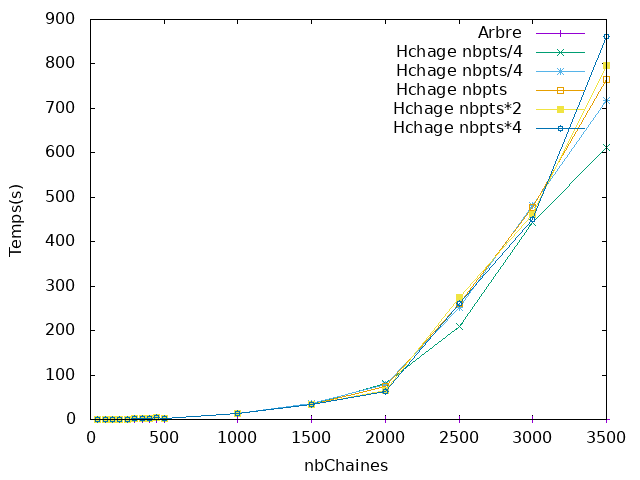 900
800
700
600
500
400
300
200
100
0
Temps(s)
0 500 1000 1500 2000 2500 3000 3500
nbChaines
Arbre
Hchage nbpts/4
Hchage nbpts/4
Hchage nbpts
Hchage nbpts*2
Hchage nbpts*4